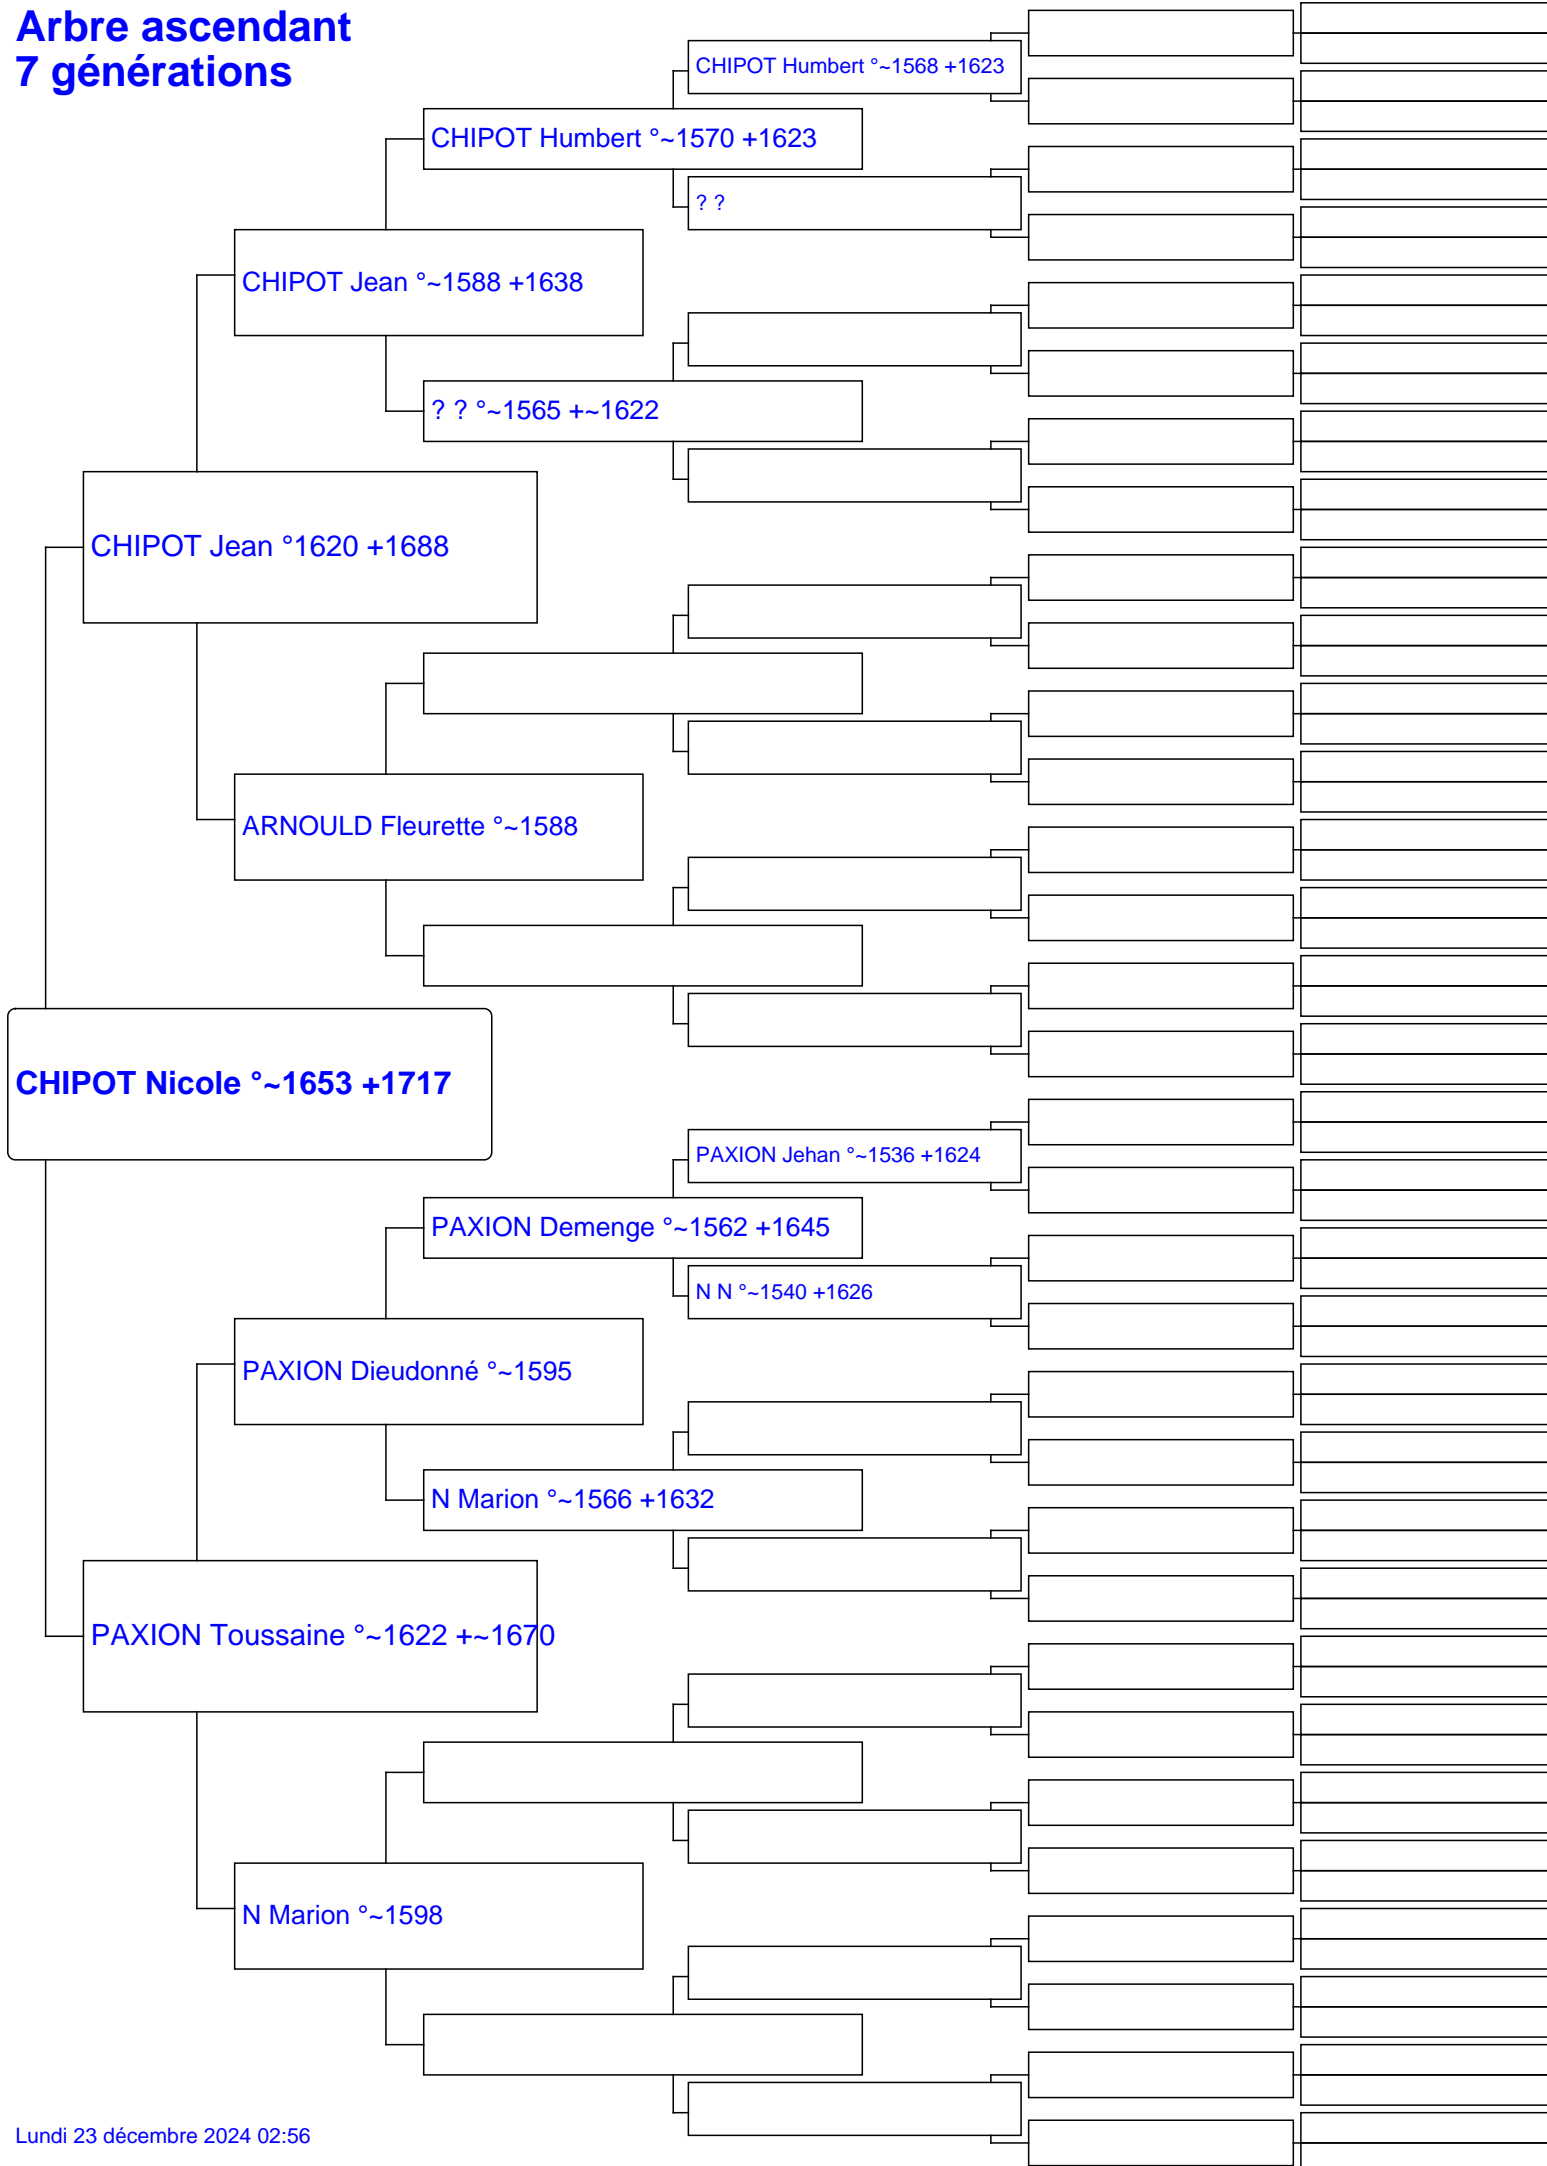 Arbre ascendant
7 générations
CHIPOT Humbert °~1568 +1623
CHIPOT Humbert °~1570 +1623
? ?
CHIPOT Jean °~1588 +1638
? ? °~1565 +~1622
CHIPOT Jean °1620 +1688
ARNOULD Fleurette °~1588
CHIPOT Nicole °~1653 +1717
PAXION Jehan °~1536 +1624
PAXION Demenge °~1562 +1645
N N °~1540 +1626
PAXION Dieudonné °~1595
N Marion °~1566 +1632
PAXION Toussaine °~1622 +~1670
N Marion °~1598
Lundi 23 décembre 2024 02:56